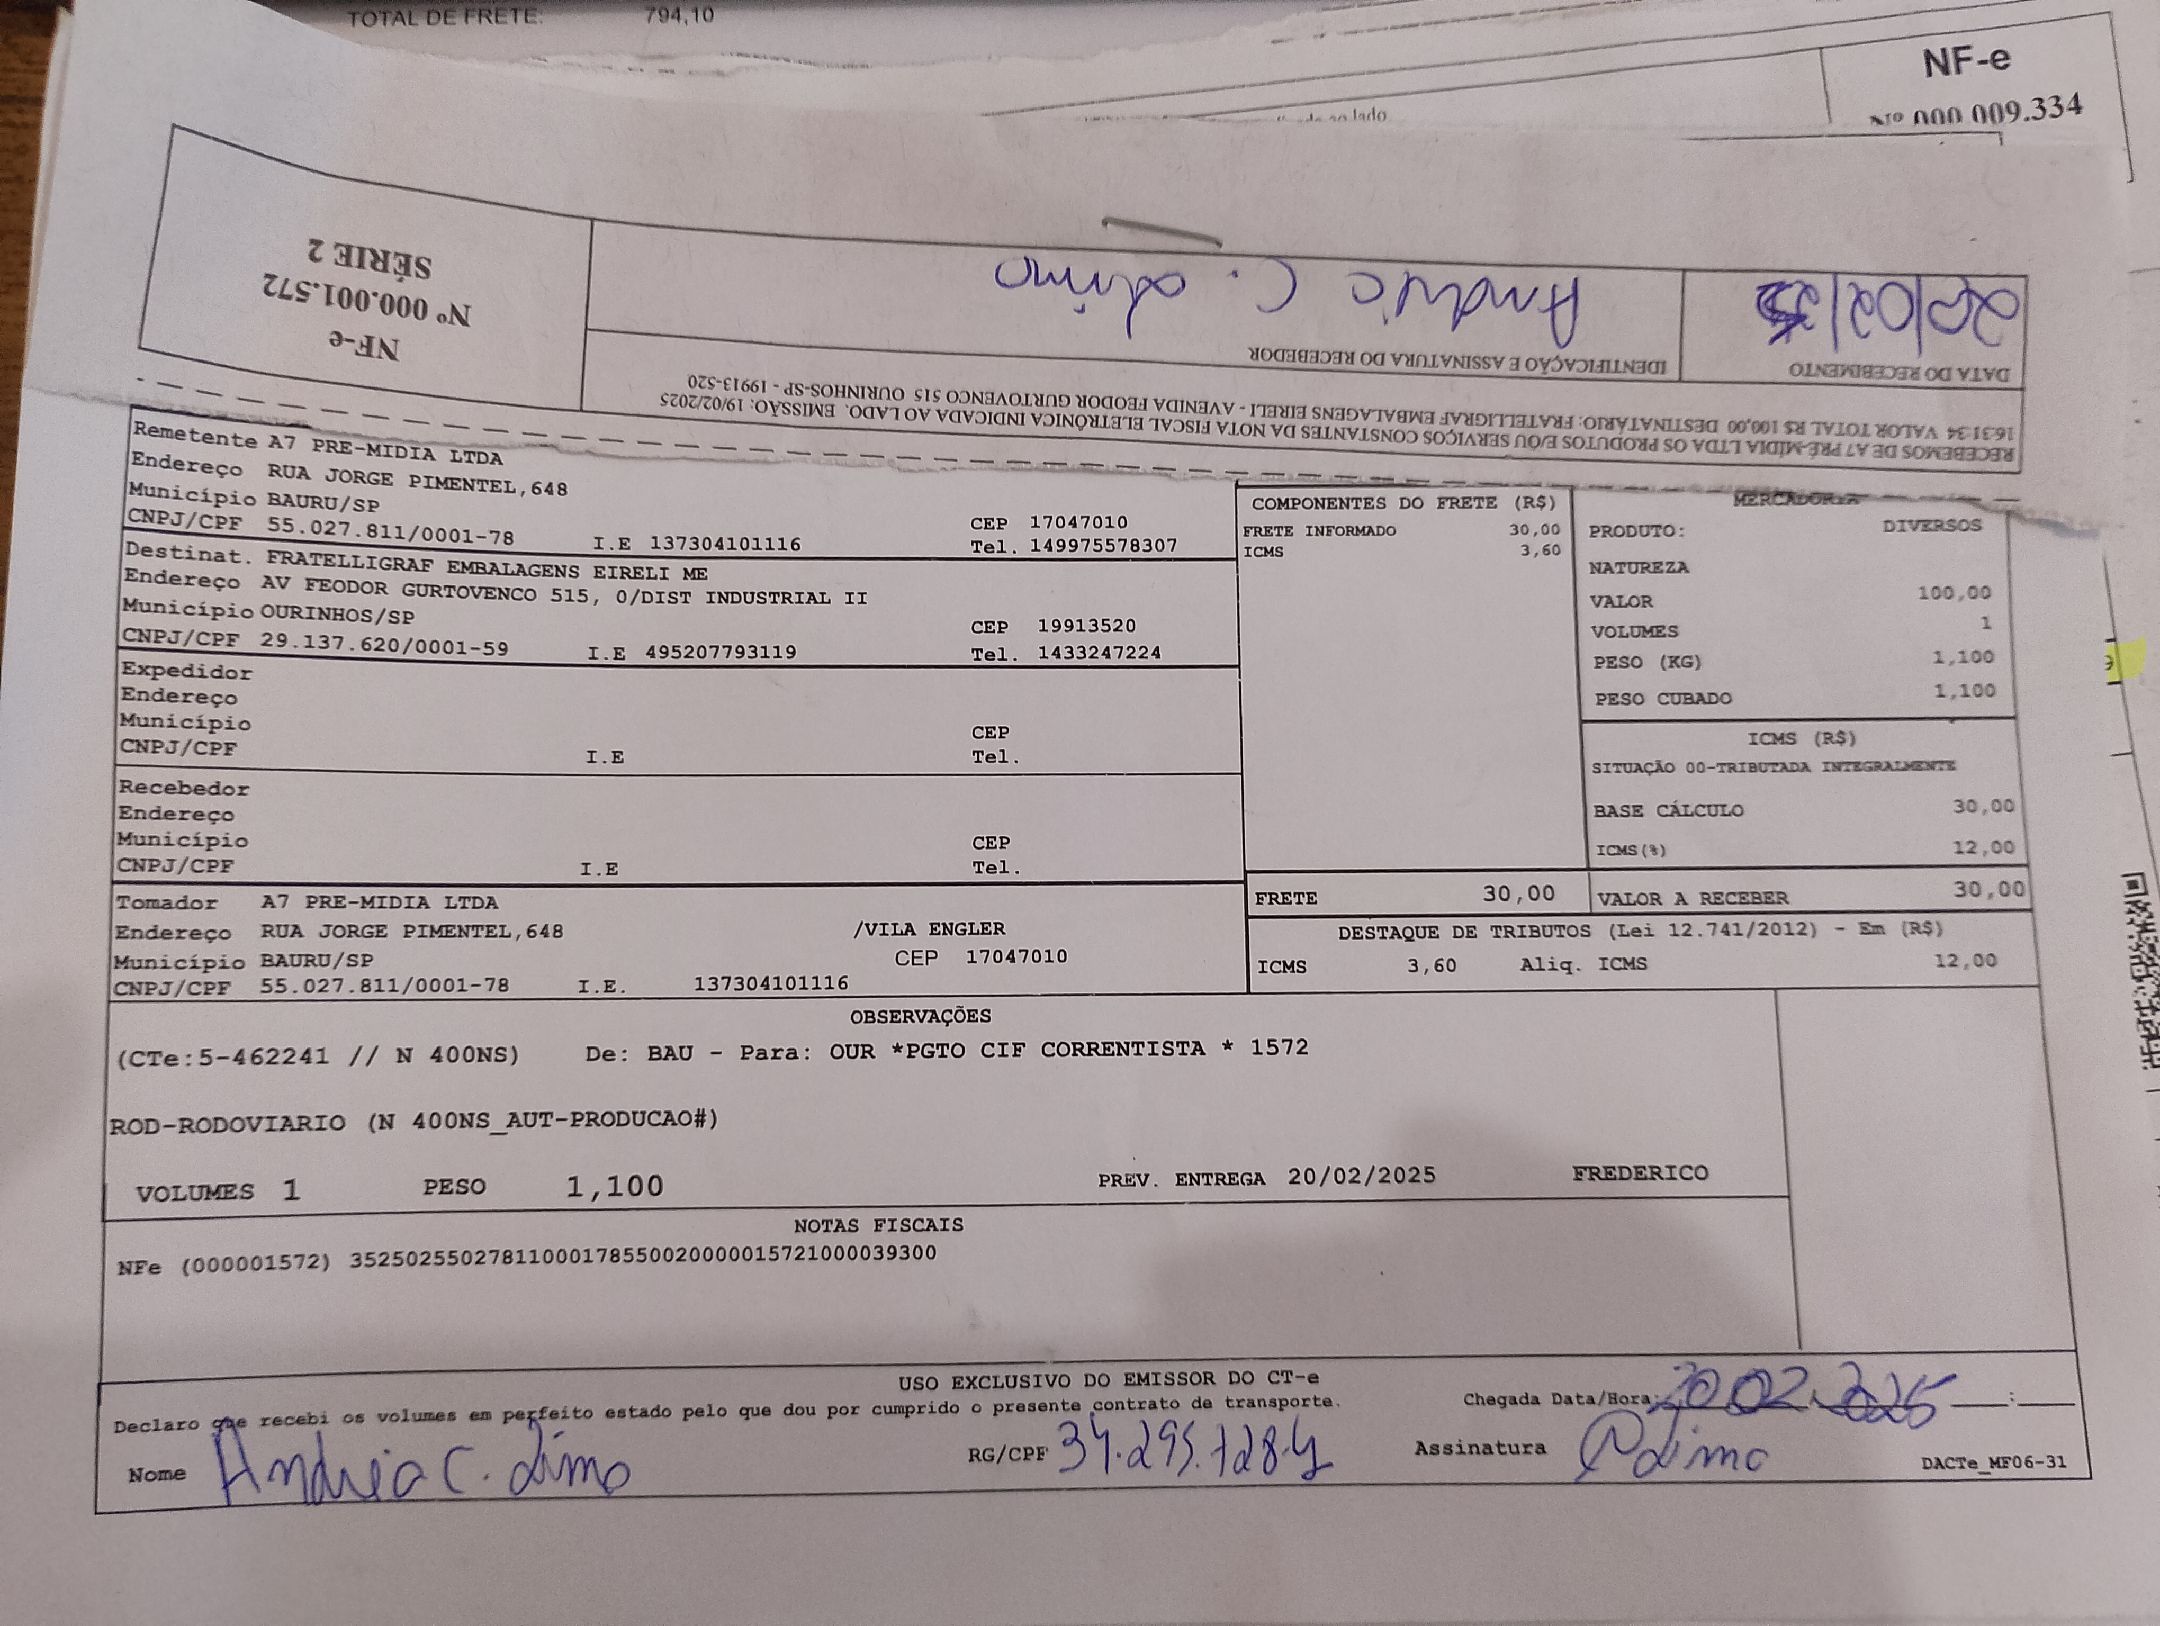 TOTAL DE FRETE: 794,10
NF-e
Nº 000 009.334
ao lado
NF-e
Nº 000.001.572
SÉRIE 2
RECEBEMOS DE A7 PRÉ-MIDIA LTDA OS PRODUTOS E/OU SERVIÇOS CONSTANTES DA NOTA FISCAL ELETRÔNICA INDICADA AO LADO. EMISSÃO: 19/02/2025
16:31:34 VALOR TOTAL R$ 100,00 DESTINATÁRIO: FRATELLIGRAF EMBALAGENS EIRELI - AVENIDA FEODOR GURTOVENCO 515 OURINHOS-SP - 19913-520
DATA DO RECEBIMENTO
20/02/25
IDENTIFICAÇÃO E ASSINATURA DO RECEBEDOR
Andréia C. Lima
Remetente A7 PRE-MIDIA LTDA
Endereço RUA JORGE PIMENTEL,648
Município BAURU/SP CEP 17047010
CNPJ/CPF 55.027.811/0001-78 I.E 137304101116 Tel. 149975578307
Destinat. FRATELLIGRAF EMBALAGENS EIRELI ME
Endereço AV FEODOR GURTOVENCO 515, 0/DIST INDUSTRIAL II
Município OURINHOS/SP CEP 19913520
CNPJ/CPF 29.137.620/0001-59 I.E 495207793119 Tel. 1433247224
Expedidor
Endereço
Município CEP
CNPJ/CPF I.E Tel.
Recebedor
Endereço
Município CEP
CNPJ/CPF I.E Tel.
Tomador A7 PRE-MIDIA LTDA
Endereço RUA JORGE PIMENTEL,648 /VILA ENGLER
Município BAURU/SP CEP 17047010
CNPJ/CPF 55.027.811/0001-78 I.E. 137304101116
COMPONENTES DO FRETE (R$)
FRETE INFORMADO 30,00
ICMS 3,60
MERCADORIA
PRODUTO: DIVERSOS
NATUREZA
VALOR 100,00
VOLUMES 1
PESO (KG) 1,100
PESO CUBADO 1,100
ICMS (R$)
SITUAÇÃO 00-TRIBUTADA INTEGRALMENTE
BASE CÁLCULO 30,00
ICMS(%) 12,00
FRETE 30,00 VALOR A RECEBER 30,00
DESTAQUE DE TRIBUTOS (Lei 12.741/2012) - Em (R$)
ICMS 3,60 Aliq. ICMS 12,00
OBSERVAÇÕES
(CTe:5-462241 // N 400NS) De: BAU - Para: OUR *PGTO CIF CORRENTISTA * 1572
ROD-RODOVIARIO (N 400NS_AUT-PRODUCAO#)
VOLUMES 1 PESO 1,100 PREV. ENTREGA 20/02/2025 FREDERICO
NOTAS FISCAIS
NFe (000001572) 35250255027811000178550020000015721000039300
USO EXCLUSIVO DO EMISSOR DO CT-e
Declaro que recebi os volumes em perfeito estado pelo que dou por cumprido o presente contrato de transporte. Chegada Data/Hora: 20 02 2025 :
Nome Andréia C. Lima RG/CPF 34.295.128-4 Assinatura Lima DACTe_MF06-31